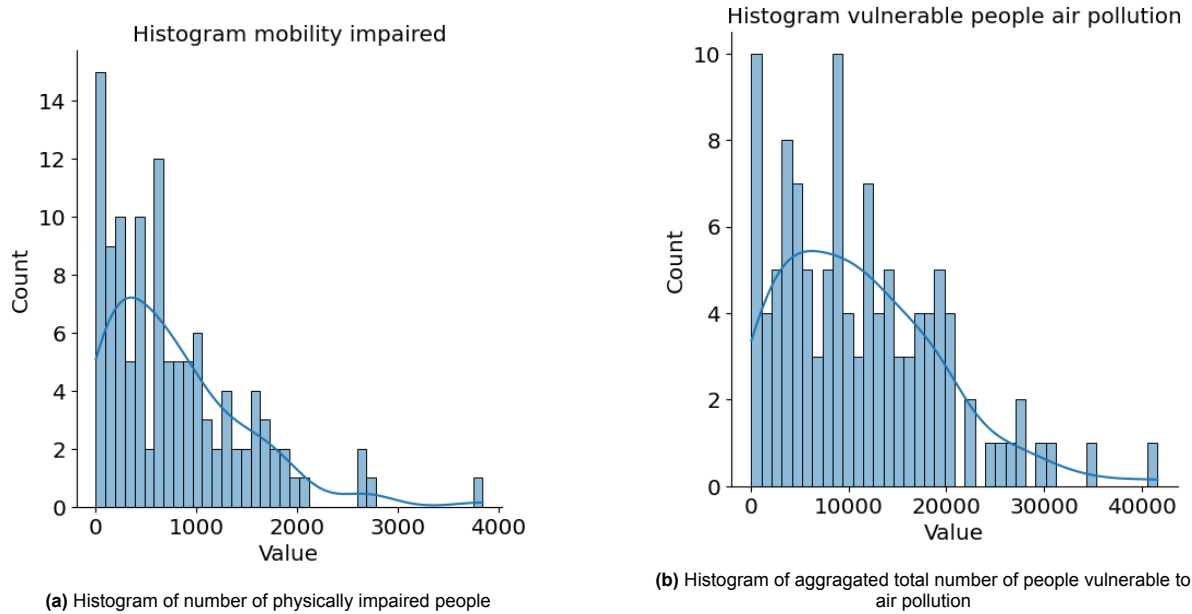 Histogram mobility impaired
14
12
10
8
6
4
2
0
Count
0 1000 2000 3000 4000
Value
(a) Histogram of number of physically impaired people
Histogram vulnerable people air pollution
10
8
6
4
2
0
Count
0 10000 20000 30000 40000
Value
(b) Histogram of aggragated total number of people vulnerable to
air pollution